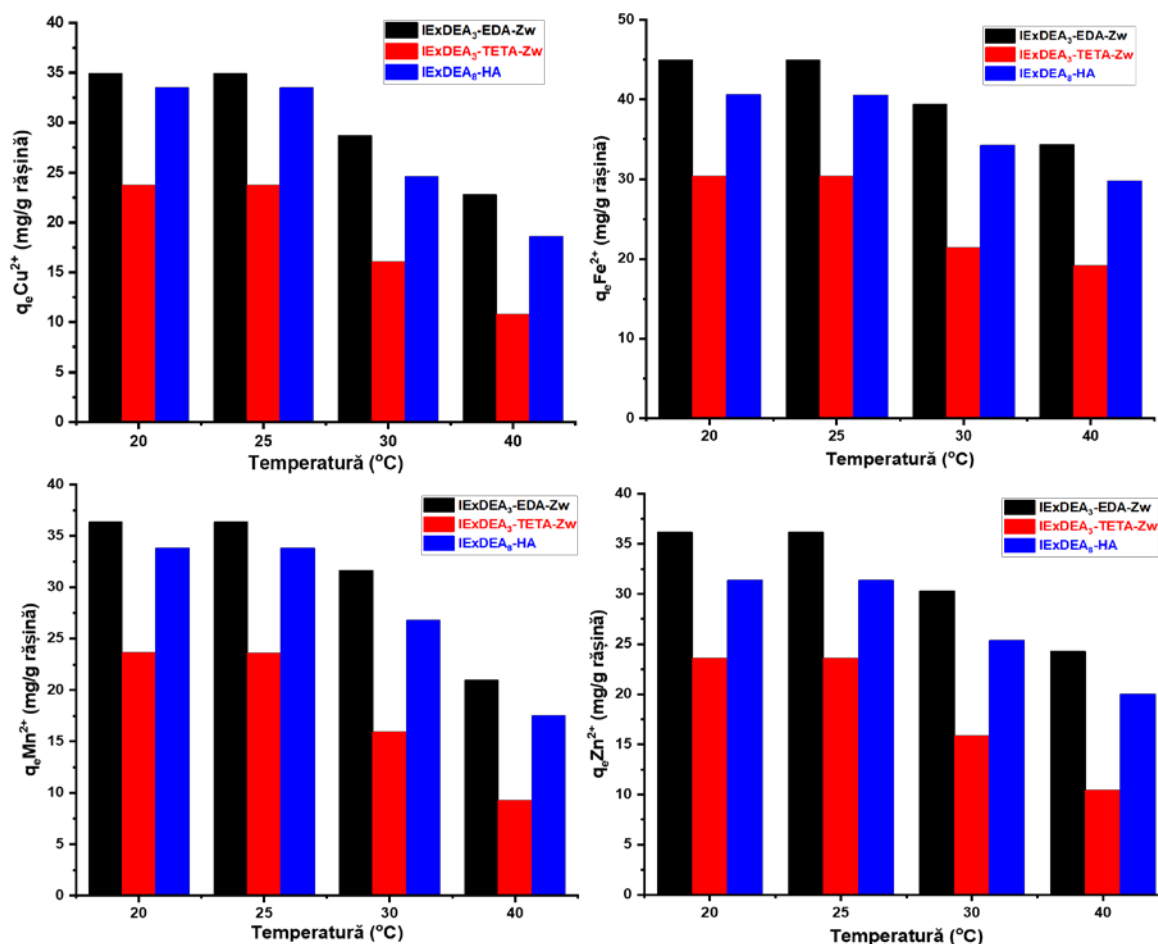 40
35
30
25
20
15
10
5
0
qₑCu²⁺ (mg/g rășină)
IExDEA₃-EDA-Zw
IExDEA₃-TETA-Zw
IExDEA₈-HA
20 25 30 40
Temperatură (°C)
50
40
30
20
10
0
qₑFe²⁺ (mg/g rășină)
IExDEA₃-EDA-Zw
IExDEA₃-TETA-Zw
IExDEA₈-HA
20 25 30 40
Temperatură (°C)
40
35
30
25
20
15
10
5
0
qₑMn²⁺ (mg/g rășină)
IExDEA₃-EDA-Zw
IExDEA₃-TETA-Zw
IExDEA₈-HA
20 25 30 40
Temperatură (°C)
40
35
30
25
20
15
10
5
0
qₑZn²⁺ (mg/g rășină)
IExDEA₃-EDA-Zw
IExDEA₃-TETA-Zw
IExDEA₈-HA
20 25 30 40
Temperatură (°C)